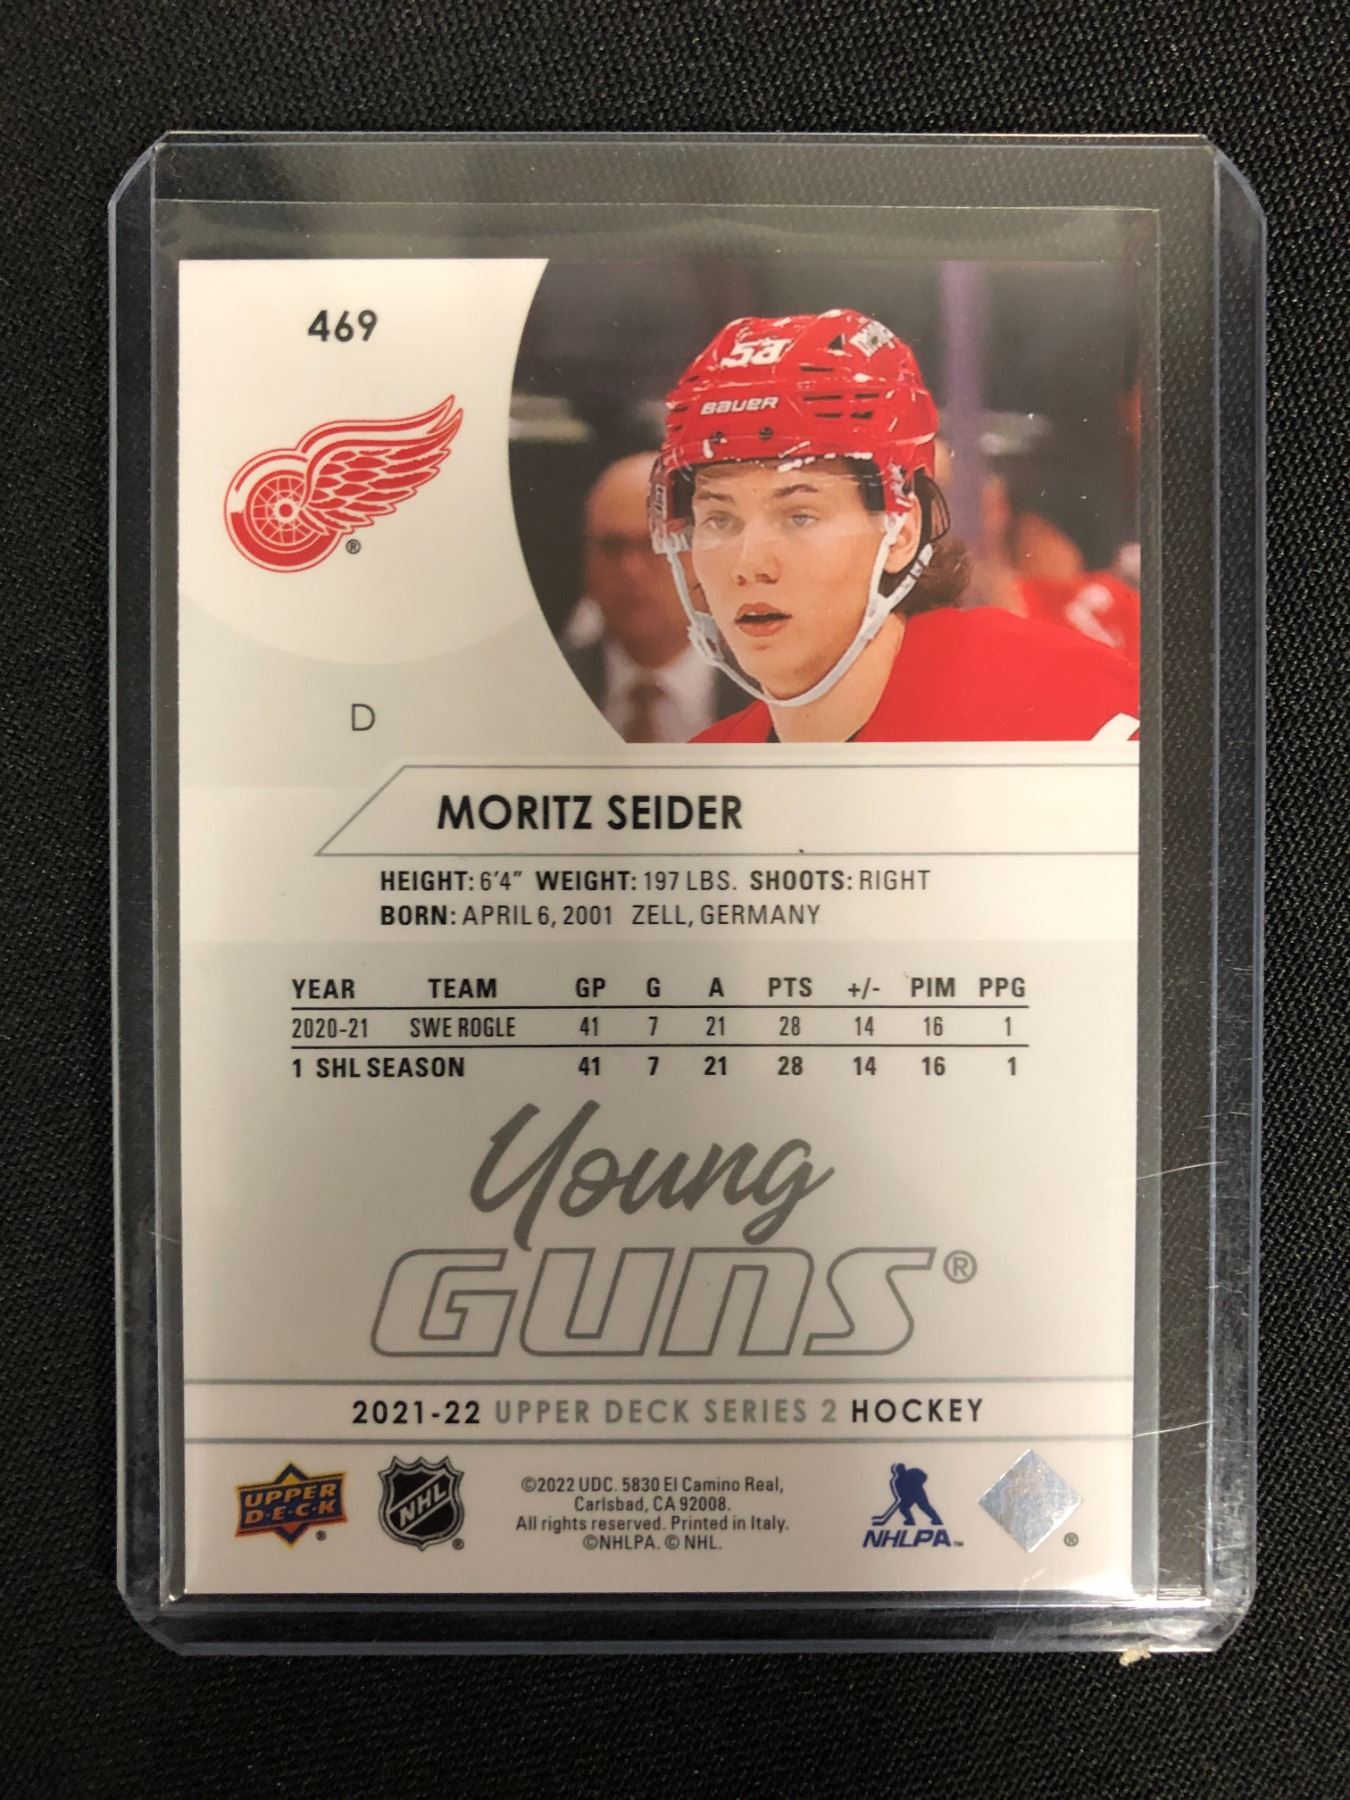 469
53
BAUER
®
D
MORITZ SEIDER
HEIGHT: 6'4" WEIGHT: 197 LBS. SHOOTS: RIGHT
BORN: APRIL 6, 2001 ZELL, GERMANY
YEAR TEAM GP G A PTS +/- PIM PPG
2020-21 SWE ROGLE 41 7 21 28 14 16 1
1 SHL SEASON 41 7 21 28 14 16 1
Young
GUNS®
2021-22 UPPER DECK SERIES 2 HOCKEY
UPPER
D·E·C·K
®
NHL
®
©2022 UDC. 5830 El Camino Real,
Carlsbad, CA 92008.
All rights reserved. Printed in Italy.
©NHLPA. © NHL.
NHLPA™
®